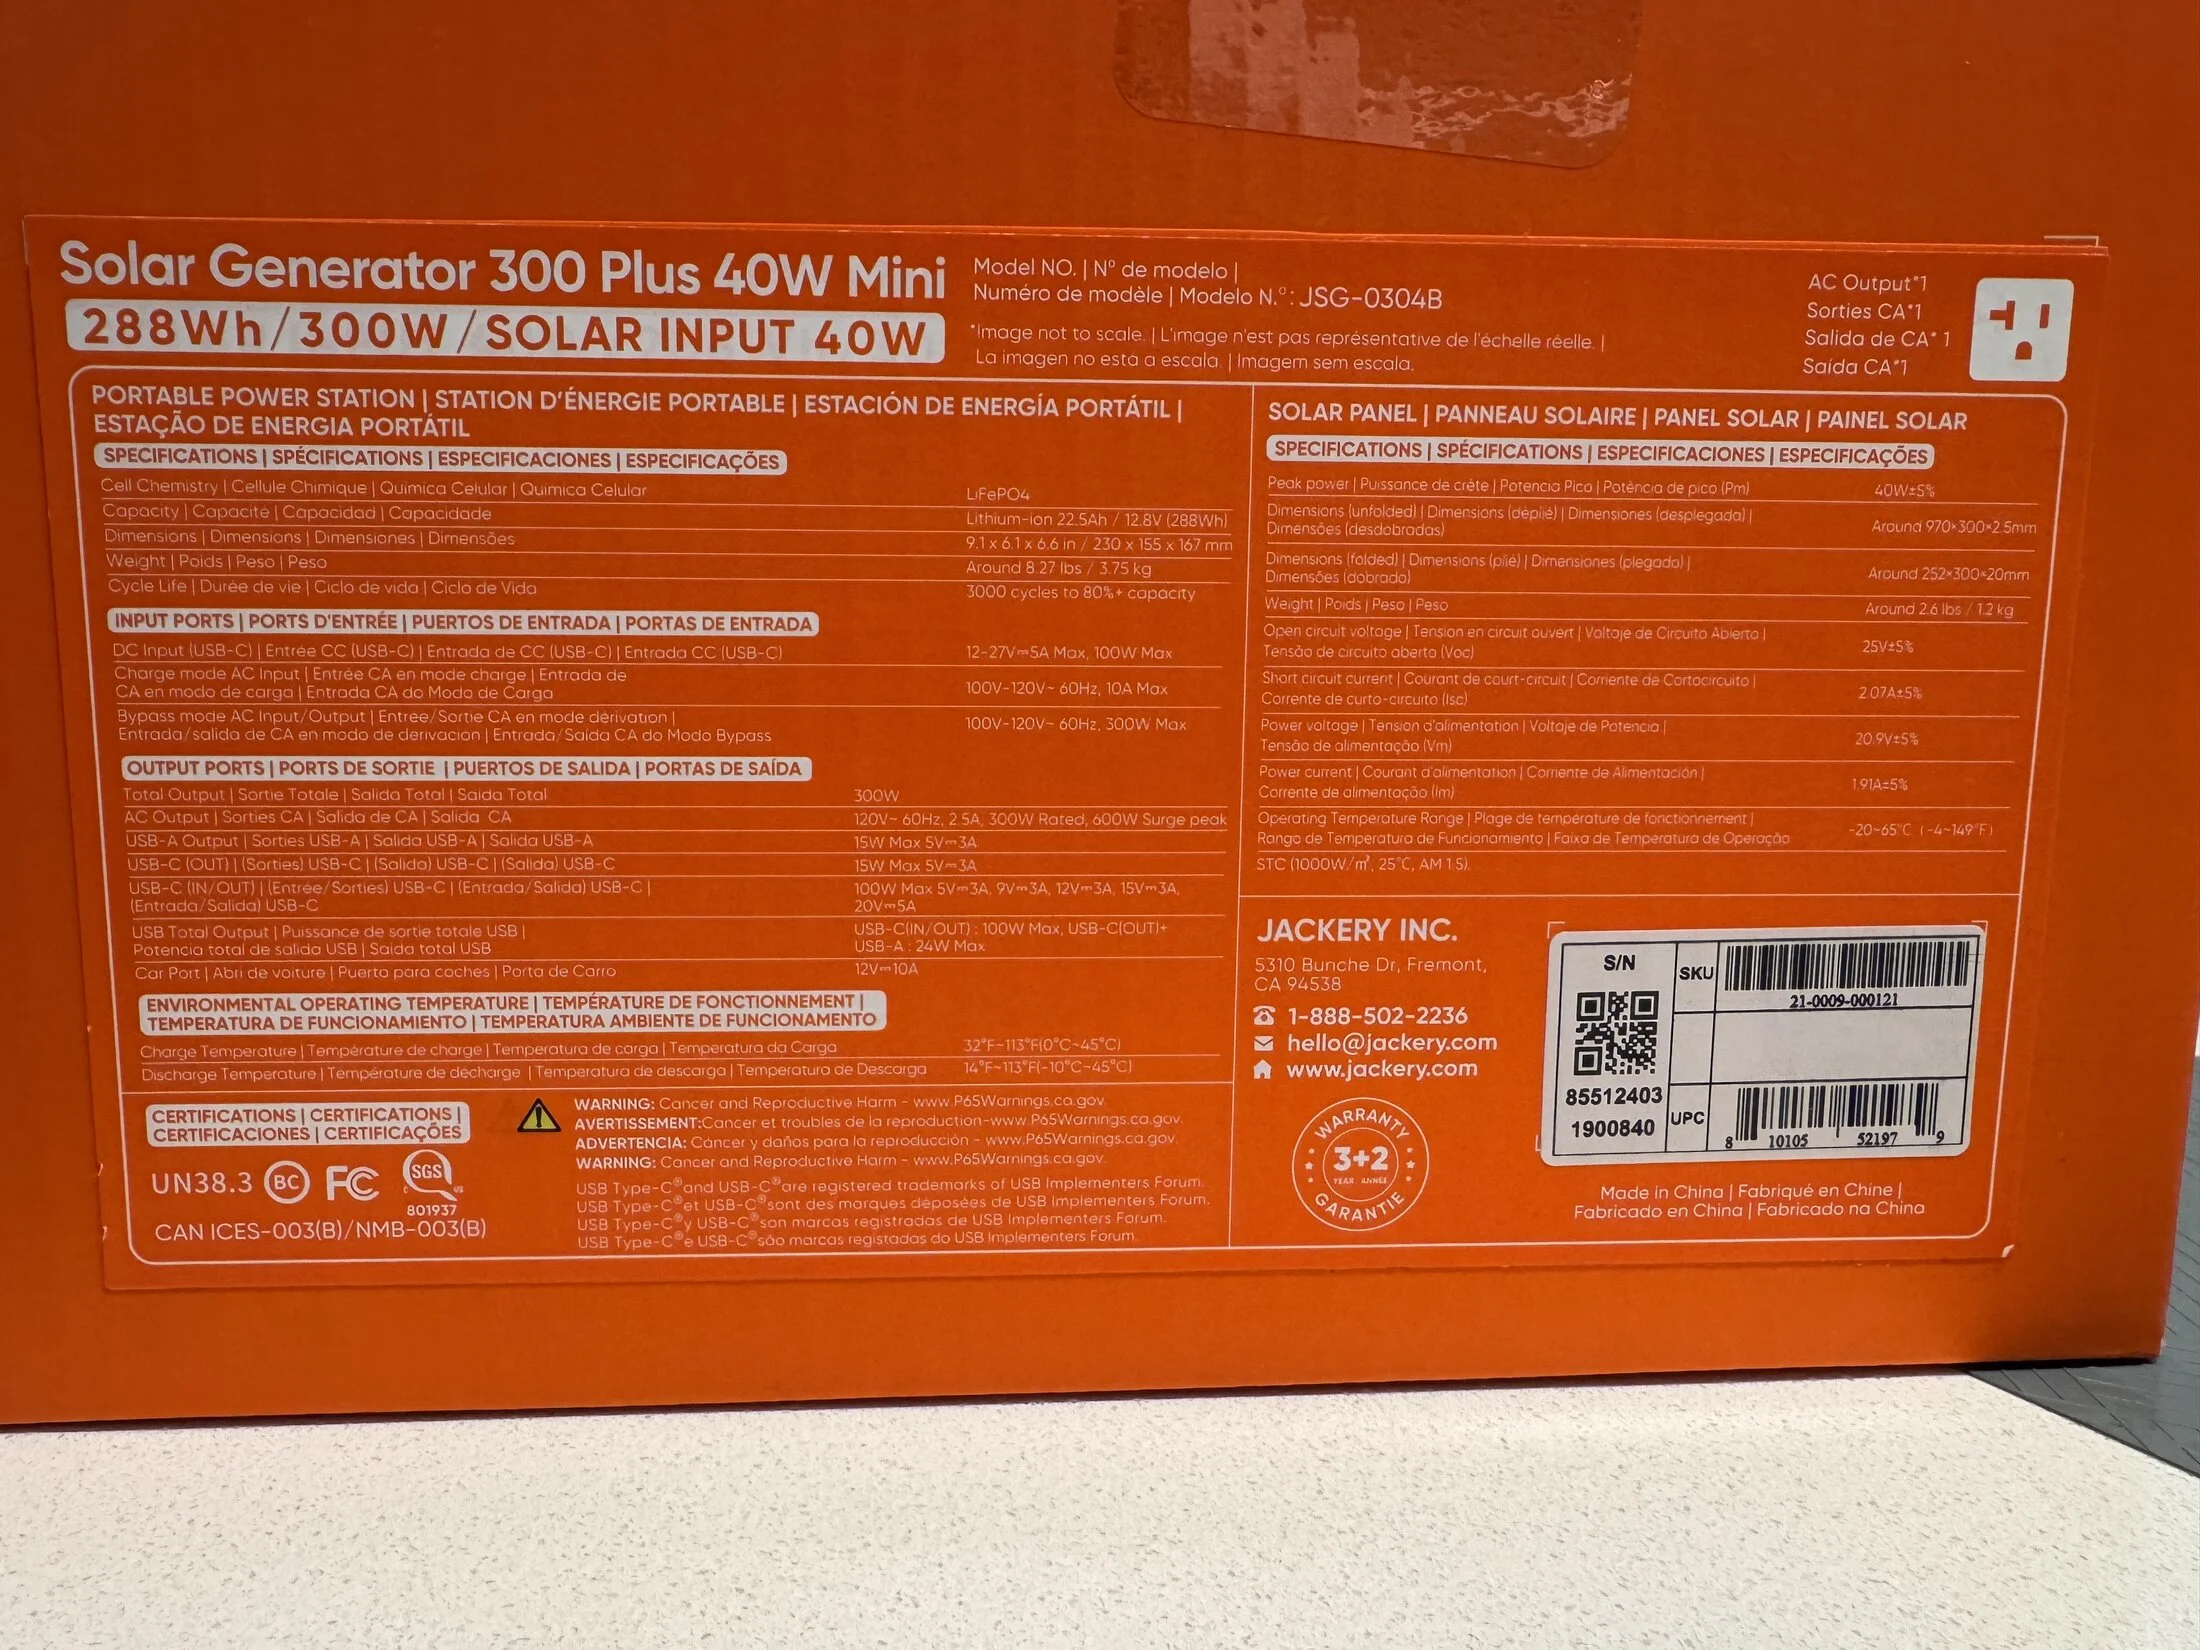 Solar Generator 300 Plus 40W Mini
288Wh/300W/SOLAR INPUT 40W
Model NO. | Nº de modelo |
Numéro de modèle | Modelo N.º: JSG-0304B
*Image not to scale. | L'image n'est pas représentative de l'échelle réelle. |
La imagen no está a escala. | Imagem sem escala.
AC Output*1
Sorties CA*1
Salida de CA* 1
Saída CA*1
PORTABLE POWER STATION | STATION D'ÉNERGIE PORTABLE | ESTACIÓN DE ENERGÍA PORTÁTIL |
ESTAÇÃO DE ENERGIA PORTÁTIL
SPECIFICATIONS | SPÉCIFICATIONS | ESPECIFICACIONES | ESPECIFICAÇÕES
Cell Chemistry | Cellule Chimique | Química Celular | Química Celular LiFePO4
Capacity | Capacité | Capacidad | Capacidade Lithium-ion 22.5Ah / 12.8V (288Wh)
Dimensions | Dimensions | Dimensiones | Dimensões 9.1 x 6.1 x 6.6 in / 230 x 155 x 167 mm
Weight | Poids | Peso | Peso Around 8.27 lbs / 3.75 kg
Cycle Life | Durée de vie | Ciclo de vida | Ciclo de Vida 3000 cycles to 80%+ capacity
INPUT PORTS | PORTS D'ENTRÉE | PUERTOS DE ENTRADA | PORTAS DE ENTRADA
DC Input (USB-C) | Entrée CC (USB-C) | Entrada de CC (USB-C) | Entrada CC (USB-C) 12-27V⎓5A Max, 100W Max
Charge mode AC Input | Entrée CA en mode charge | Entrada de
CA en modo de carga | Entrada CA do Modo de Carga 100V-120V~ 60Hz, 10A Max
Bypass mode AC Input/Output | Entrée/Sortie CA en mode dérivation |
Entrada/salida de CA en modo de derivación | Entrada/Saída CA do Modo Bypass 100V-120V~ 60Hz, 300W Max
OUTPUT PORTS | PORTS DE SORTIE | PUERTOS DE SALIDA | PORTAS DE SAÍDA
Total Output | Sortie Totale | Salida Total | Saída Total 300W
AC Output | Sorties CA | Salida de CA | Salida CA 120V~ 60Hz, 2.5A, 300W Rated, 600W Surge peak
USB-A Output | Sorties USB-A | Salida USB-A | Salida USB-A 15W Max 5V⎓3A
USB-C (OUT) | (Sorties) USB-C | (Salida) USB-C | (Salida) USB-C 15W Max 5V⎓3A
USB-C (IN/OUT) | (Entrée/Sorties) USB-C | (Entrada/Salida) USB-C | 100W Max 5V⎓3A, 9V⎓3A, 12V⎓3A, 15V⎓3A,
(Entrada/Salida) USB-C 20V⎓5A
USB Total Output | Puissance de sortie totale USB | USB-C(IN/OUT) : 100W Max, USB-C(OUT)+
Potencia total de salida USB | Saída total USB USB-A : 24W Max
Car Port | Abri de voiture | Puerto para coches | Porta de Carro 12V⎓10A
ENVIRONMENTAL OPERATING TEMPERATURE | TEMPÉRATURE DE FONCTIONNEMENT |
TEMPERATURA DE FUNCIONAMIENTO | TEMPERATURA AMBIENTE DE FUNCIONAMENTO
Charge Temperature | Température de charge | Temperatura de carga | Temperatura da Carga 32°F~113°F(0°C~45°C)
Discharge Temperature | Température de décharge | Temperatura de descarga | Temperatura de Descarga 14°F~113°F(-10°C~45°C)
CERTIFICATIONS | CERTIFICATIONS |
CERTIFICACIONES | CERTIFICAÇÕES
UN38.3 BC FC SGS
C US
801937
CAN ICES-003(B)/NMB-003(B)
WARNING: Cancer and Reproductive Harm - www.P65Warnings.ca.gov.
AVERTISSEMENT:Cancer et troubles de la reproduction-www.P65Warnings.ca.gov.
ADVERTENCIA: Cáncer y daños para la reproducción - www.P65Warnings.ca.gov.
WARNING: Cancer and Reproductive Harm - www.P65Warnings.ca.gov.
USB Type-C® and USB-C® are registered trademarks of USB Implementers Forum.
USB Type-C® et USB-C® sont des marques déposées de USB Implementers Forum.
USB Type-C® y USB-C® son marcas registradas de USB Implementers Forum.
USB Type-C® e USB-C® são marcas registadas do USB Implementers Forum.
SOLAR PANEL | PANNEAU SOLAIRE | PANEL SOLAR | PAINEL SOLAR
SPECIFICATIONS | SPÉCIFICATIONS | ESPECIFICACIONES | ESPECIFICAÇÕES
Peak power | Puissance de crête | Potencia Pico | Potência de pico (Pm) 40W±5%
Dimensions (unfolded) | Dimensions (déplié) | Dimensiones (desplegada) |
Dimensões (desdobradas) Around 970×300×2.5mm
Dimensions (folded) | Dimensions (plié) | Dimensiones (plegado) |
Dimensões (dobrado) Around 252×300×20mm
Weight | Poids | Peso | Peso Around 2.6 lbs / 1.2 kg
Open circuit voltage | Tension en circuit ouvert | Voltaje de Circuito Abierto |
Tensão de circuito aberto (Voc) 25V±5%
Short circuit current | Courant de court-circuit | Corriente de Cortocircuito |
Corrente de curto-circuito (Isc) 2.07A±5%
Power voltage | Tension d'alimentation | Voltaje de Potencia |
Tensão de alimentação (Vm) 20.9V±5%
Power current | Courant d'alimentation | Corriente de Alimentación |
Corrente de alimentação (Im) 1.91A±5%
Operating Temperature Range | Plage de température de fonctionnement |
Rango de Temperatura de Funcionamiento | Faixa de Temperatura de Operação -20~65°C (-4~149°F)
STC (1000W/㎡, 25°C, AM 1.5).
JACKERY INC.
5310 Bunche Dr, Fremont,
CA 94538
1-888-502-2236
hello@jackery.com
www.jackery.com
WARRANTY
3+2
YEAR ANNÉE
GARANTIE
S/N
85512403
1900840
SKU
21-0009-000121
UPC
8 10105 52197 9
Made in China | Fabriqué en Chine |
Fabricado en China | Fabricado na China